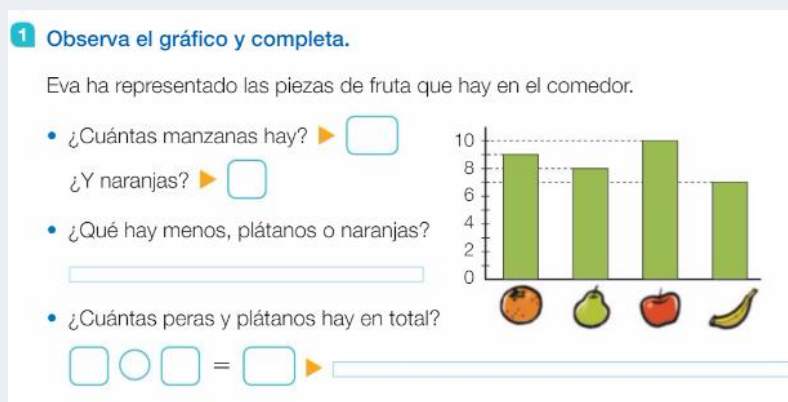 1 Observa el gráfico y completa.
Eva ha representado las piezas de fruta que hay en el comedor.
• ¿Cuántas manzanas hay?
¿Y naranjas?
• ¿Qué hay menos, plátanos o naranjas?
• ¿Cuántas peras y plátanos hay en total?
=
10
8
6
4
2
0